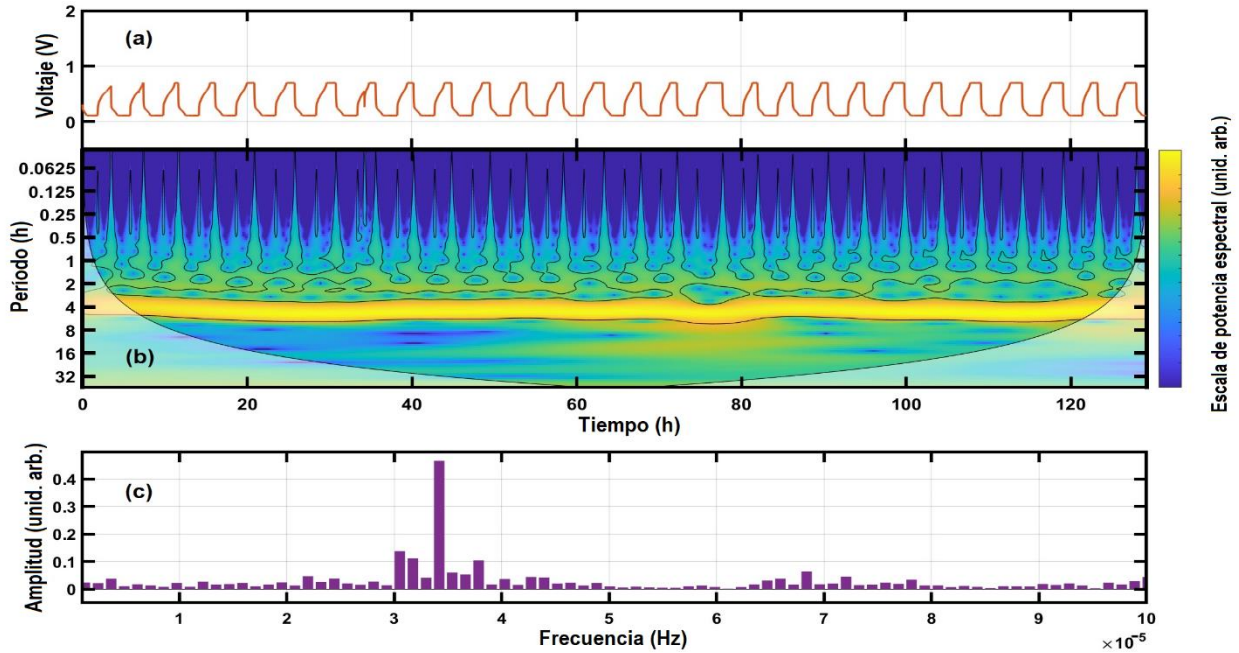 Voltaje (V)
2
1
0
(a)
Período (h)
0.0625
0.125
0.25
0.5
1
2
4
8
16
32
(b)
0 20 40 60 80 100 120
Tiempo (h)
Escala de potencia espectral (unid. arb.)
Amplitud (unid. arb.)
0.4
0.3
0.2
0.1
0
(c)
1 2 3 4 5 6 7 8 9 10
Frecuencia (Hz)
×10⁻⁵